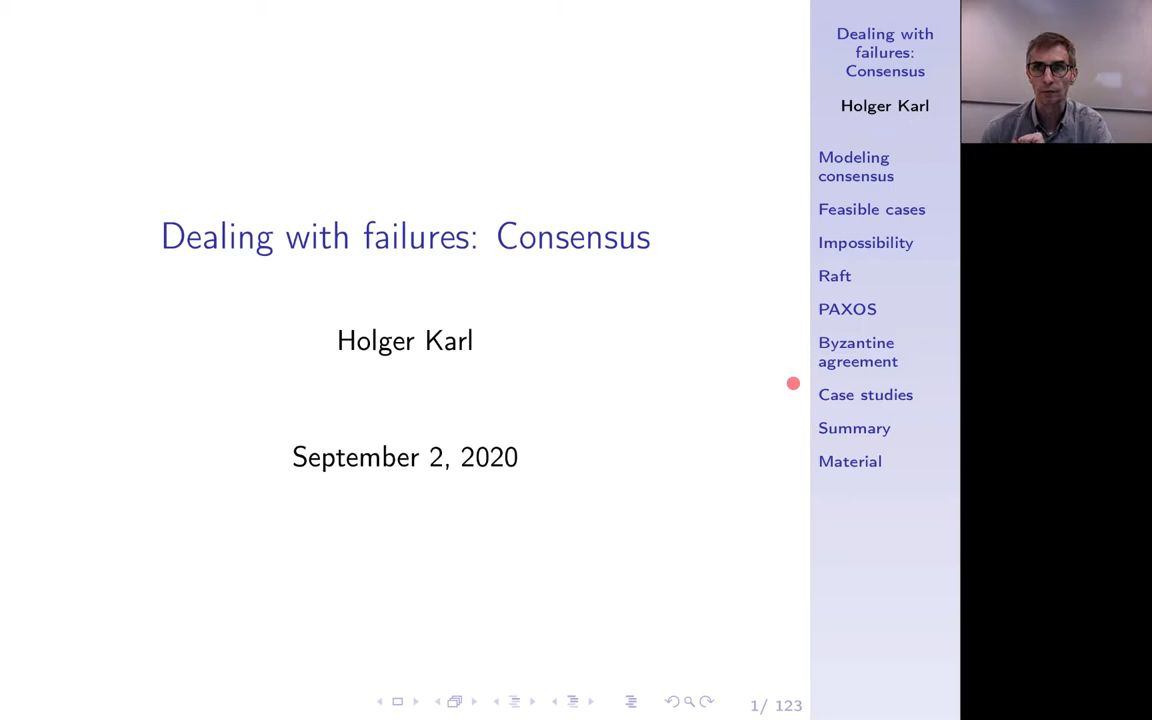 Dealing with failures: Consensus
Holger Karl
September 2, 2020
Dealing with
failures:
Consensus
Holger Karl
Modeling
consensus
Feasible cases
Impossibility
Raft
PAXOS
Byzantine
agreement
Case studies
Summary
Material
1/ 123